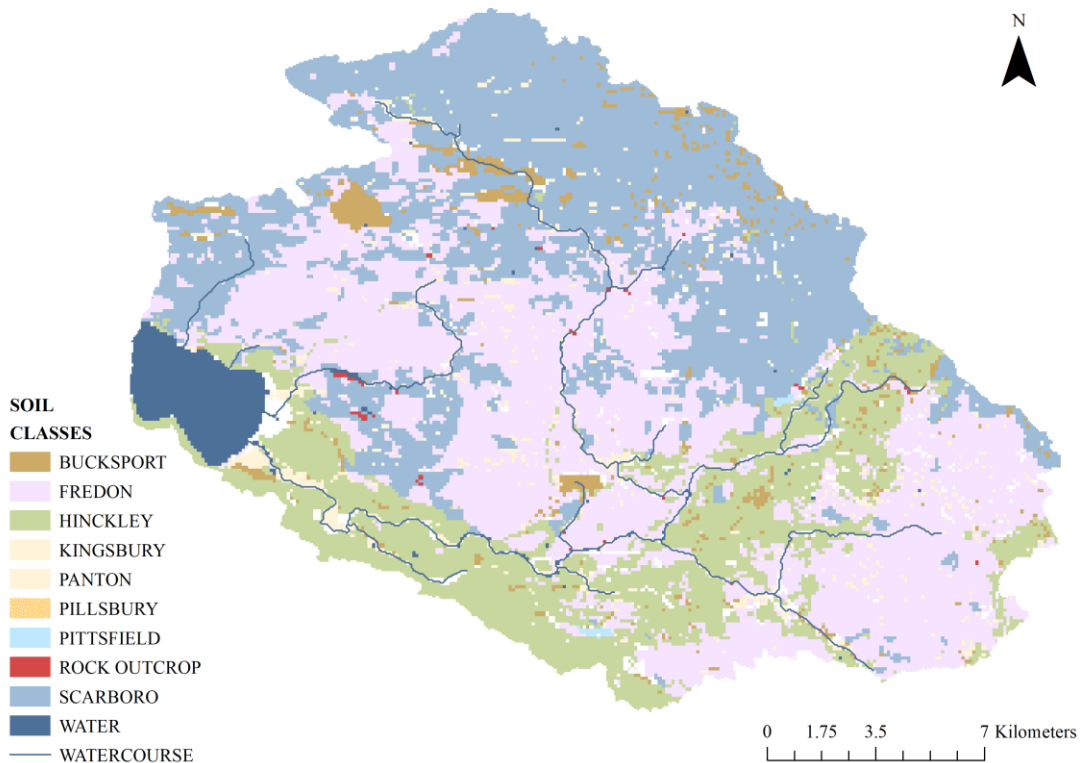 N
SOIL
CLASSES
BUCKSPORT
FREDON
HINCKLEY
KINGSBURY
PANTON
PILLSBURY
PITTSFIELD
ROCK OUTCROP
SCARBORO
WATER
WATERCOURSE
0 1.75 3.5 7 Kilometers